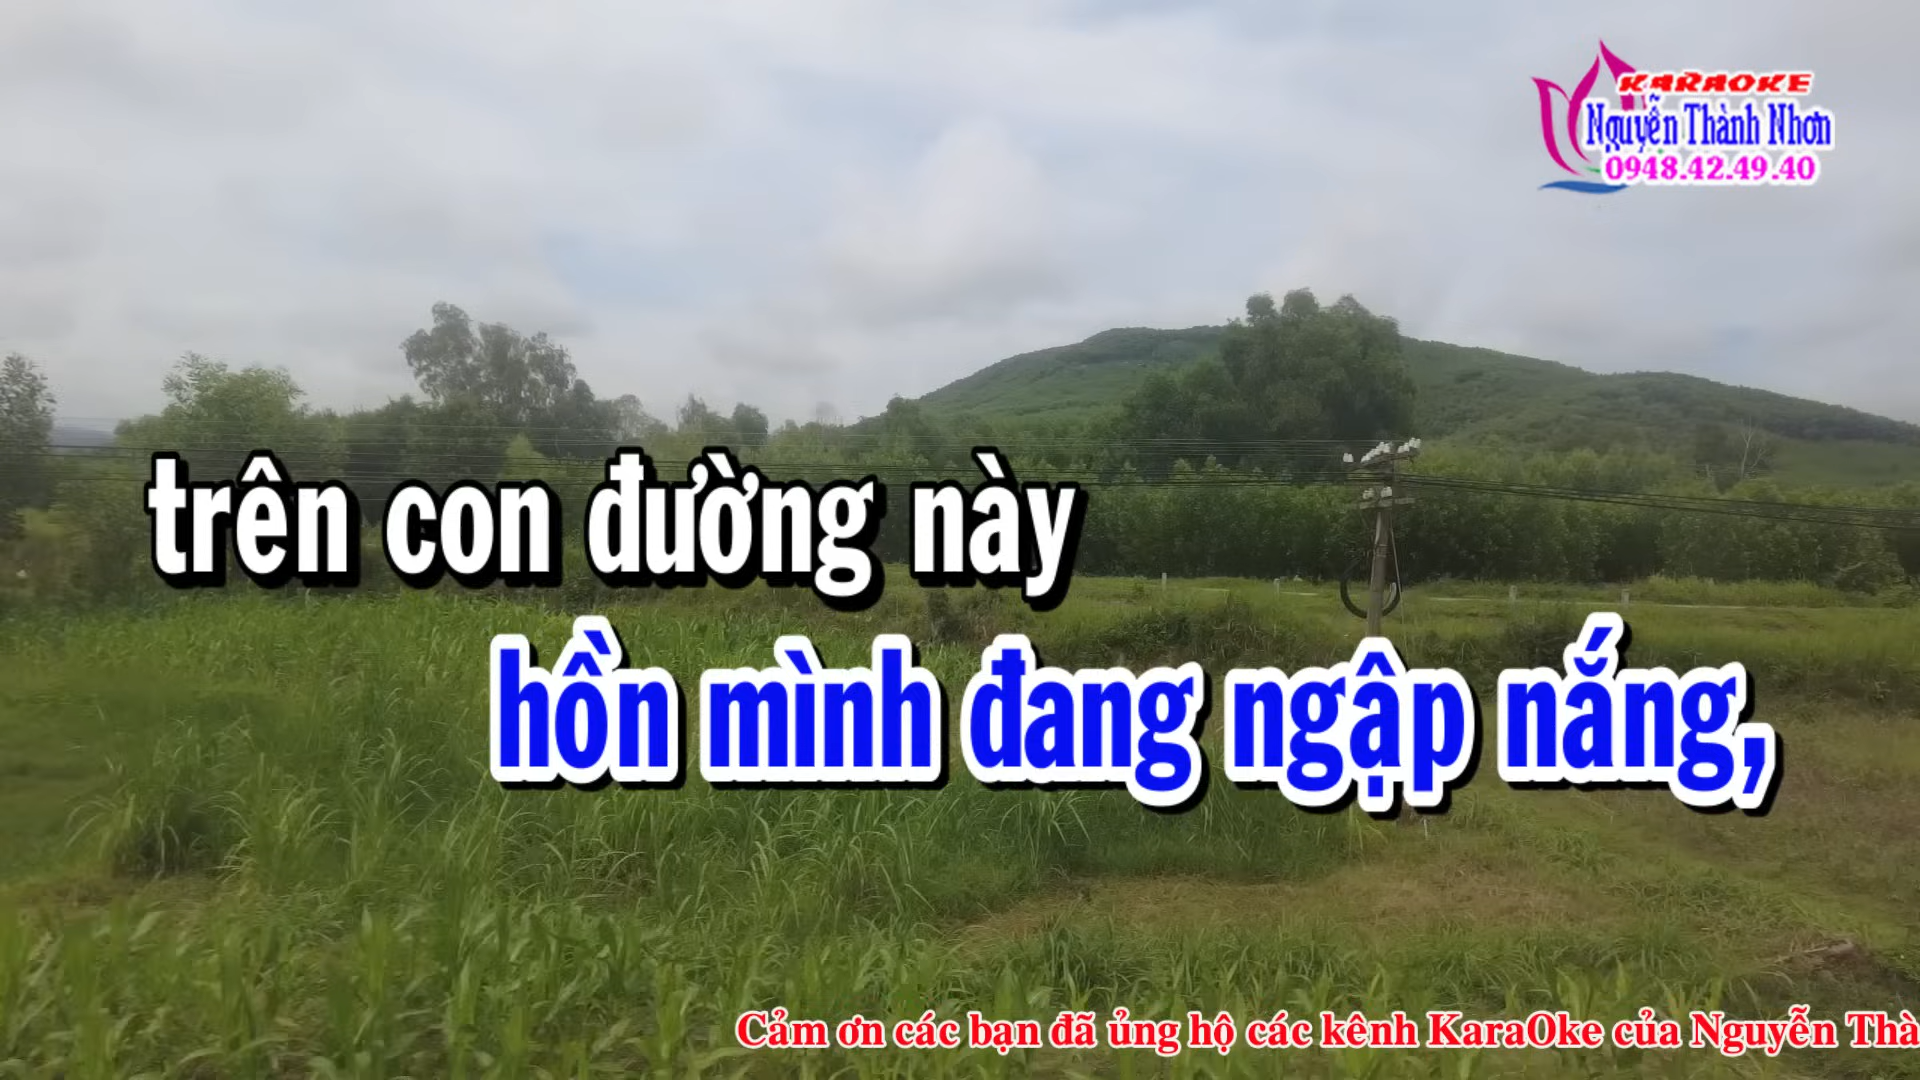 KARAOKE
Nguyễn Thành Nhơn
0948.42.49.40
trên con đường này
hồn mình đang ngập nắng,
Cảm ơn các bạn đã ủng hộ các kênh KaraOke của Nguyễn Thà